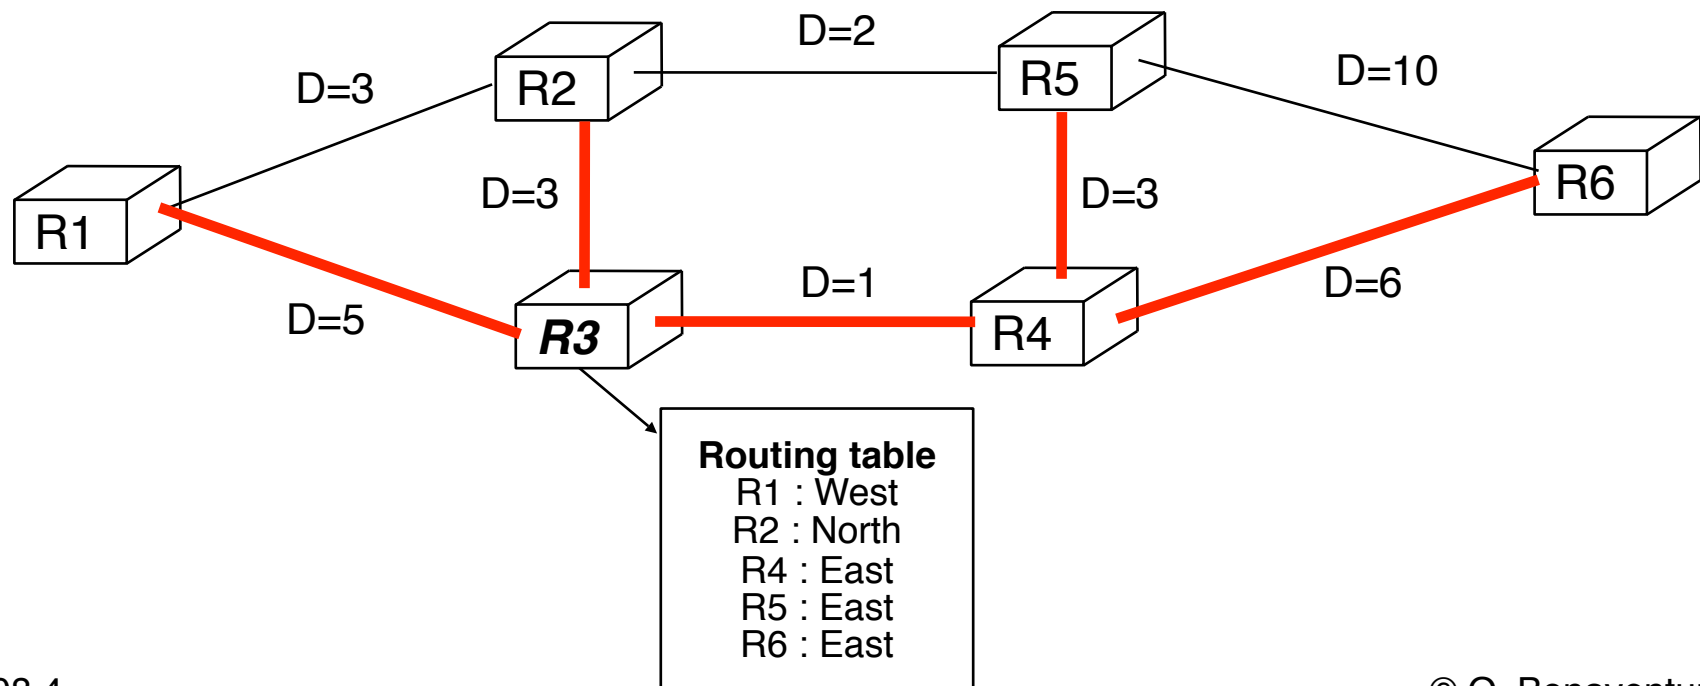 D=2
R5
D=10
D=3
R2
D=3
D=3
R6
R1
D=1
D=6
D=5
R3
R4
Routing table
R1 : West
R2 : North
R4 : East
R5 : East
R6 : East